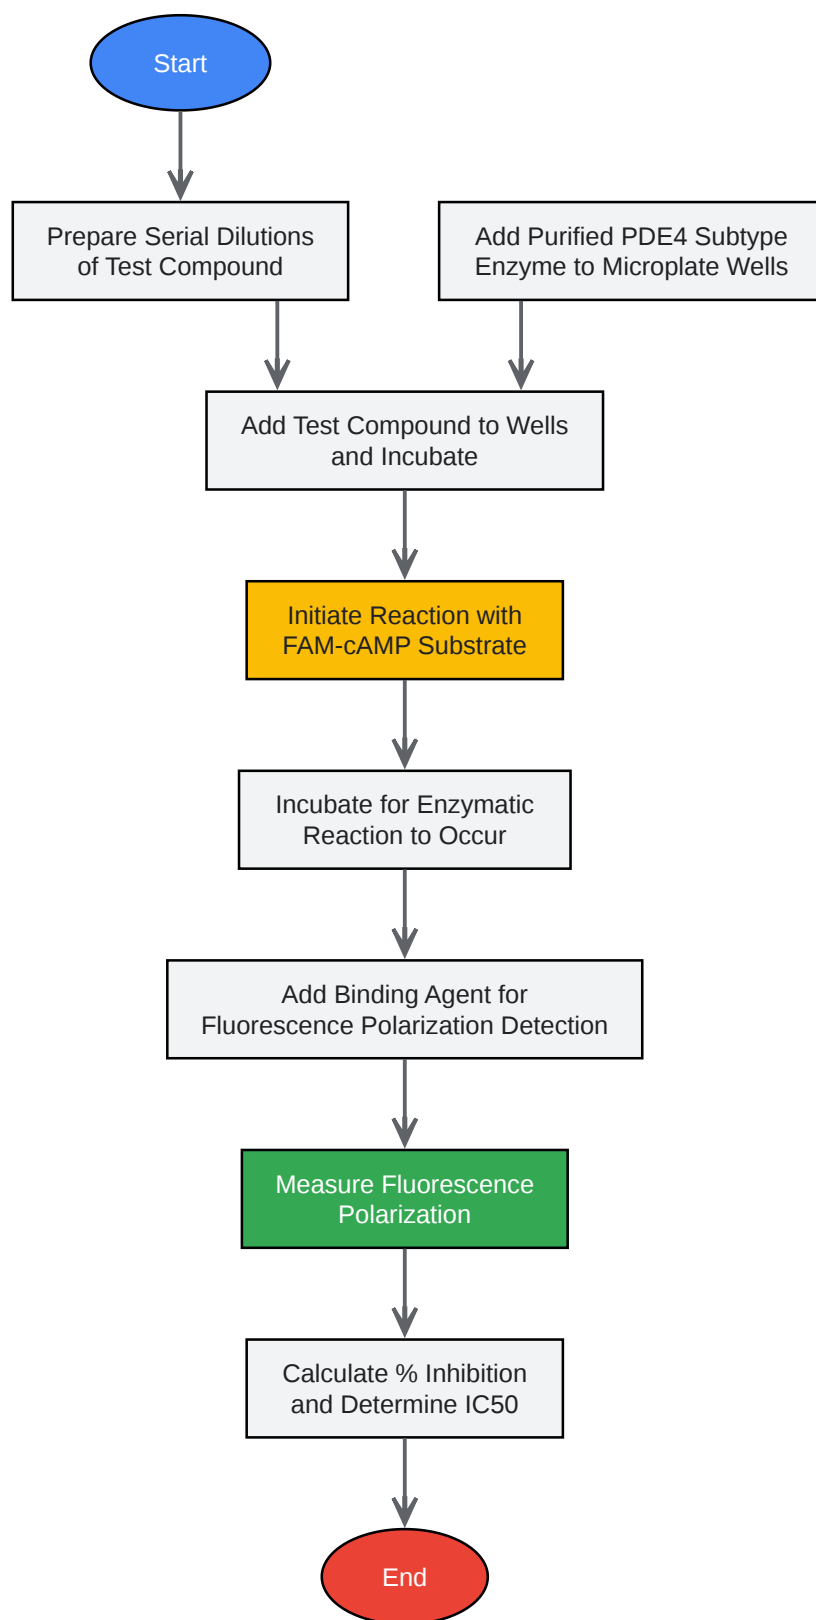 Start
Prepare Serial Dilutions
of Test Compound
Add Purified PDE4 Subtype
Enzyme to Microplate Wells
Add Test Compound to Wells
and Incubate
Initiate Reaction with
FAM-cAMP Substrate
Incubate for Enzymatic
Reaction to Occur
Add Binding Agent for
Fluorescence Polarization Detection
Measure Fluorescence
Polarization
Calculate % Inhibition
and Determine IC50
End